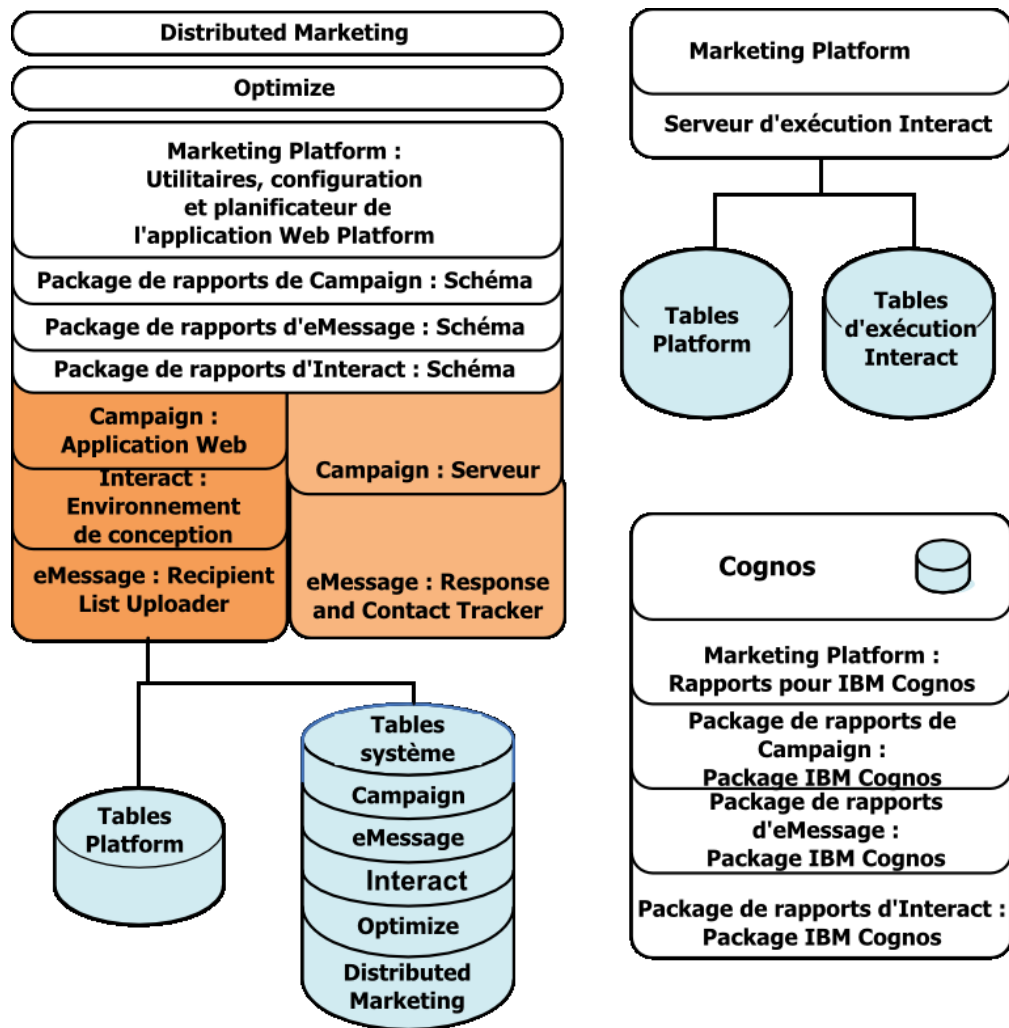 Distributed Marketing
Optimize
Marketing Platform :
Utilitaires, configuration
et planificateur de
l'application Web Platform
Package de rapports de Campaign : Schéma
Package de rapports d'eMessage : Schéma
Package de rapports d'Interact : Schéma
Campaign :
Application Web
Interact :
Environnement
de conception
eMessage : Recipient
List Uploader
Campaign : Serveur
eMessage : Response
and Contact Tracker
Tables
Platform
Tables
système
Campaign
eMessage
Interact
Optimize
Distributed
Marketing
Marketing Platform
Serveur d'exécution Interact
Tables
Platform
Tables
d'exécution
Interact
Cognos
Marketing Platform :
Rapports pour IBM Cognos
Package de rapports de
Campaign :
Package IBM Cognos
Package de rapports
d'eMessage :
Package IBM Cognos
Package de rapports d'Interact :
Package IBM Cognos